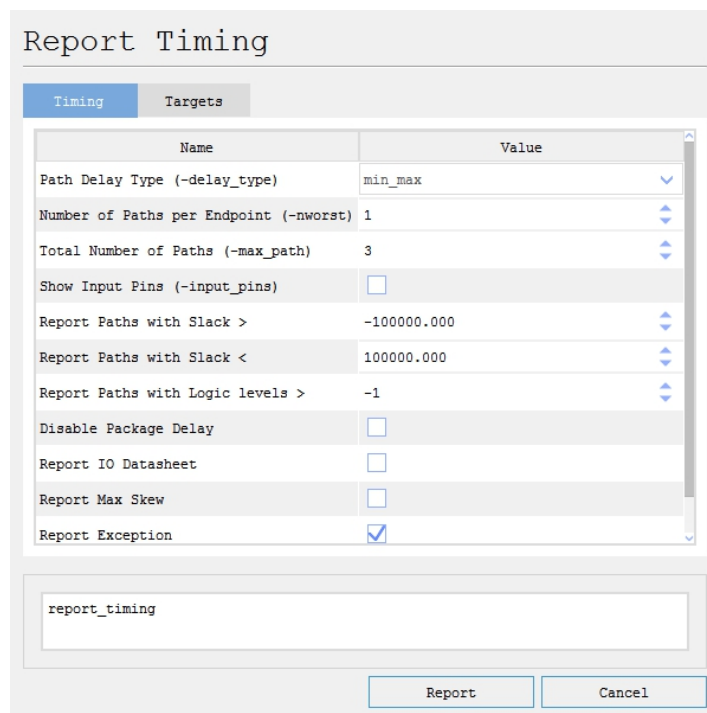 Report Timing
Timing Targets
Name Value
Path Delay Type (-delay_type) min_max
Number of Paths per Endpoint (-nworst) 1
Total Number of Paths (-max_path) 3
Show Input Pins (-input_pins)
Report Paths with Slack > -100000.000
Report Paths with Slack < 100000.000
Report Paths with Logic levels > -1
Disable Package Delay
Report IO Datasheet
Report Max Skew
Report Exception
report_timing
Report Cancel